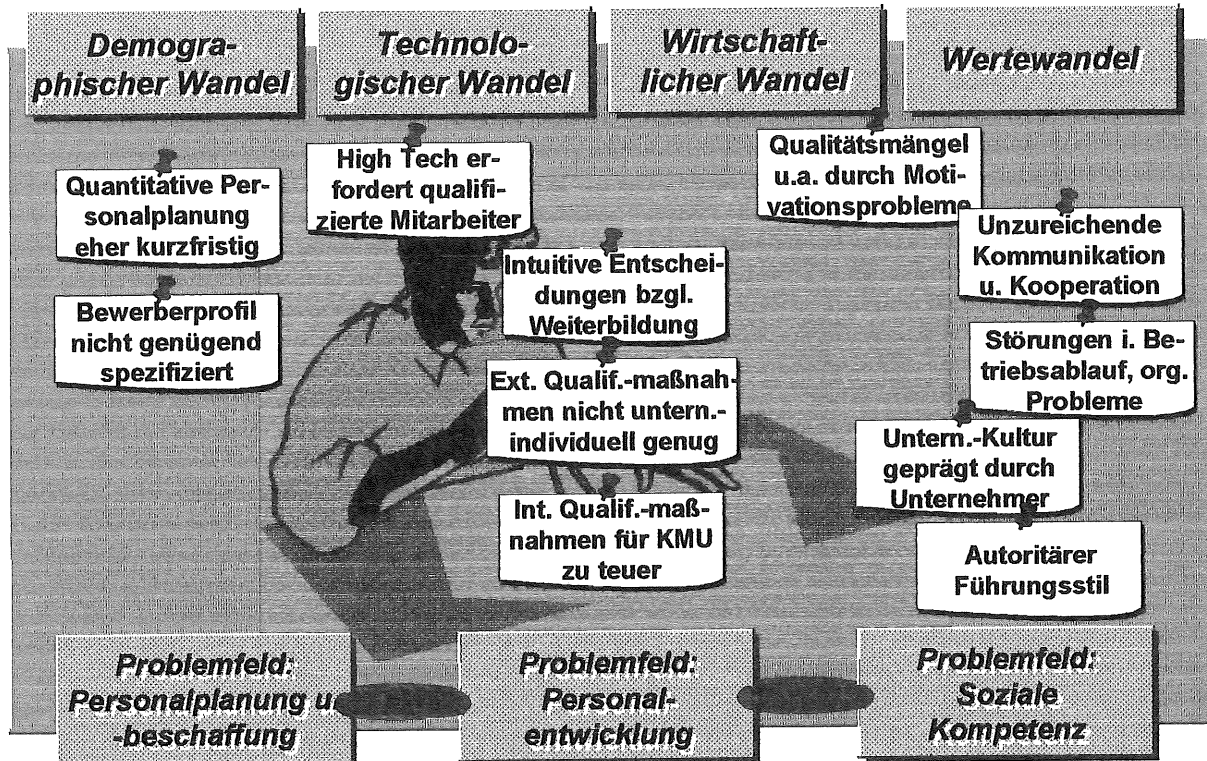 Demogra-
phischer Wandel
Technolo-
gischer Wandel
Wirtschaft-
licher Wandel
Wertewandel
Quantitative Per-
sonalplanung
eher kurzfristig
Bewerberprofil
nicht genügend
spezifiziert
High Tech er-
fordert qualifi-
zierte Mitarbeiter
Intuitive Entschei-
dungen bzgl.
Weiterbildung
Ext. Qualif.-maßnah-
men nicht untern.-
individuell genug
Int. Qualif.-maß-
nahmen für KMU
zu teuer
Qualitätsmängel
u.a. durch Moti-
vationsprobleme
Unzureichende
Kommunikation
u. Kooperation
Störungen i. Be-
triebsablauf, org.
Probleme
Untern.-Kultur
geprägt durch
Unternehmer
Autoritärer
Führungsstil
Problemfeld:
Personalplanung
-beschaffung
Problemfeld:
Personal-
entwicklung
Problemfeld:
Soziale
Kompetenz